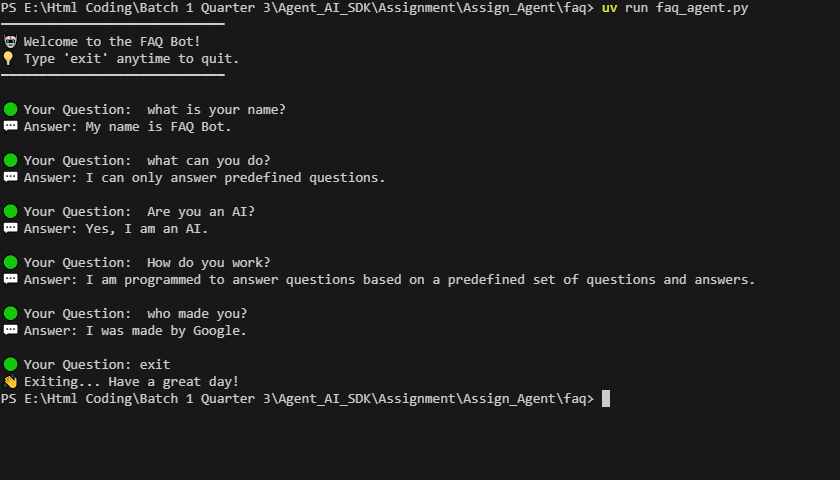 PS E:\Html Coding\Batch 1 Quarter 3\Agent_AI_SDK\Assignment\Assign_Agent\faq> uv run faq_agent.py
━━━━━━━━━━━━━━━━━━━━━━━━━━━━━
🤖 Welcome to the FAQ Bot!
💡 Type 'exit' anytime to quit.
━━━━━━━━━━━━━━━━━━━━━━━━━━━━━
🟢 Your Question:  what is your name?
💬 Answer: My name is FAQ Bot.
🟢 Your Question:  what can you do?
💬 Answer: I can only answer predefined questions.
🟢 Your Question:  Are you an AI?
💬 Answer: Yes, I am an AI.
🟢 Your Question:  How do you work?
💬 Answer: I am programmed to answer questions based on a predefined set of questions and answers.
🟢 Your Question:  who made you?
💬 Answer: I was made by Google.
🟢 Your Question: exit
👋 Exiting... Have a great day!
PS E:\Html Coding\Batch 1 Quarter 3\Agent_AI_SDK\Assignment\Assign_Agent\faq>